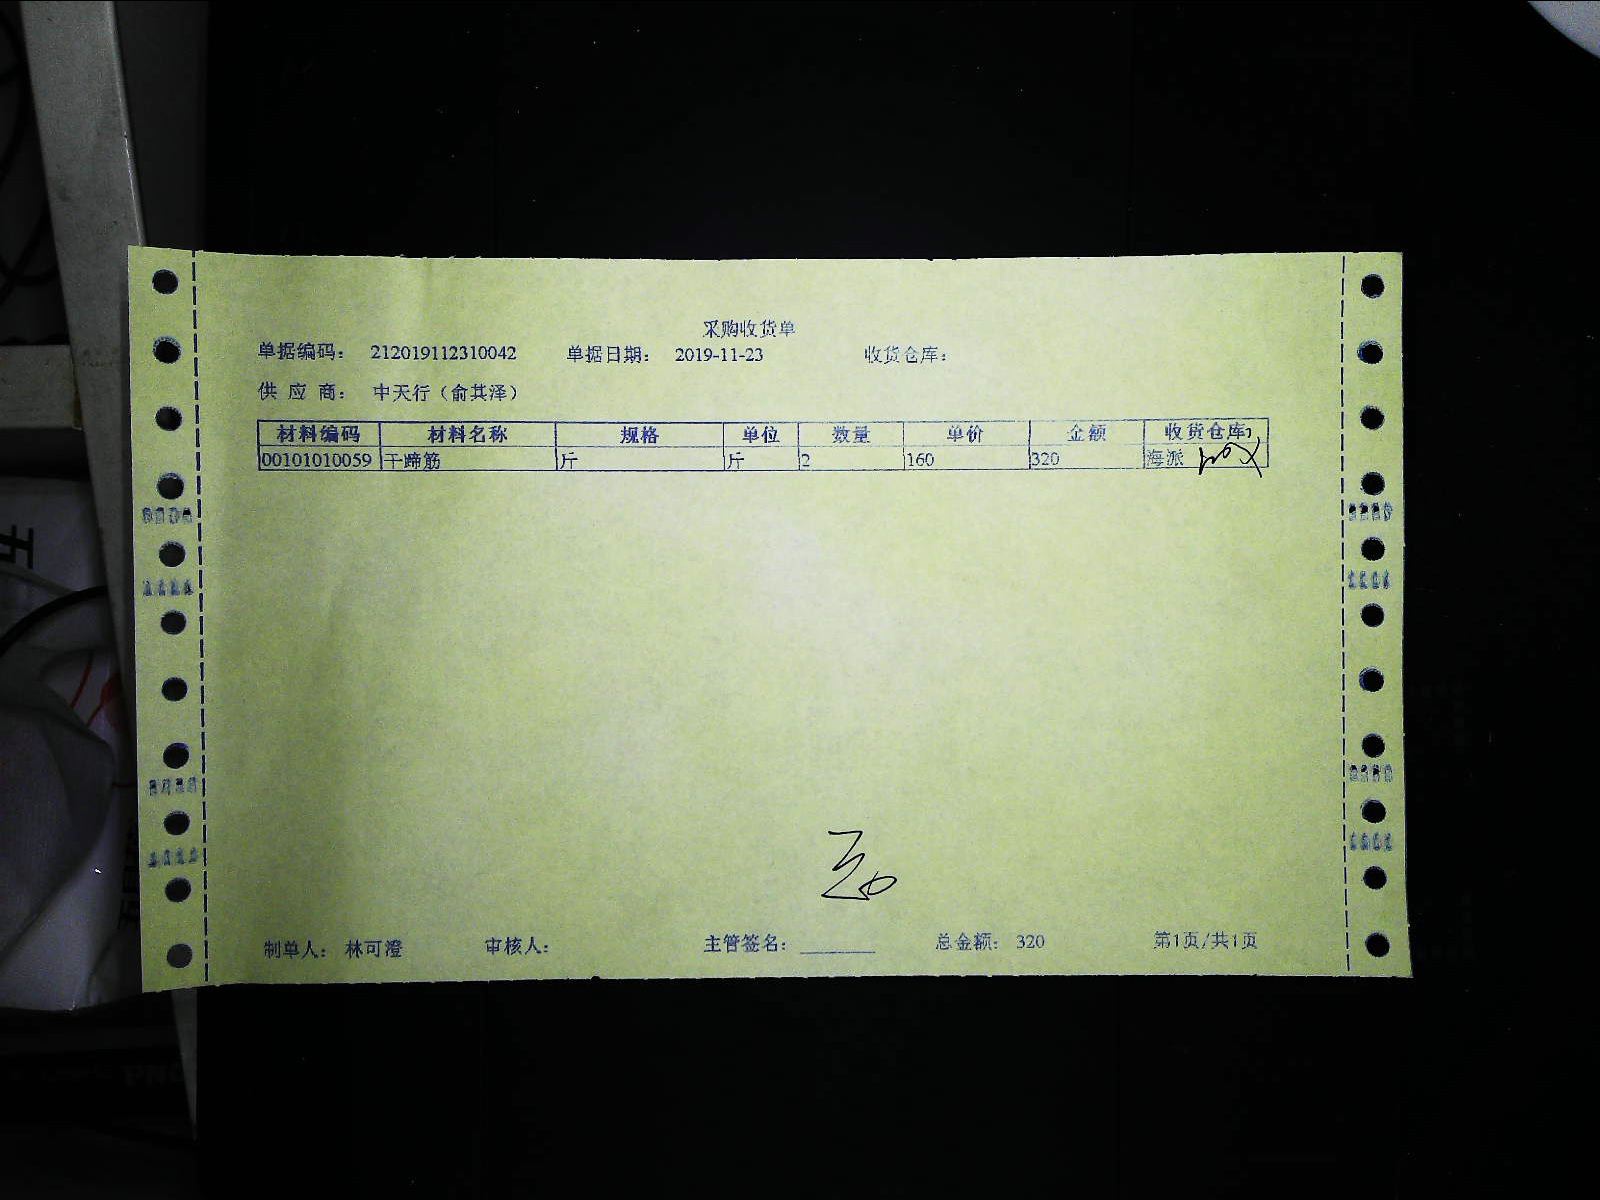 采购收货单
单据编码： 212019112310042 单据日期： 2019-11-23 收货仓库：
供 应 商： 中天行（俞其泽）
材料编码 材料名称 规格 单位 数量 单价 金额 收货仓库
00101010059 干蹄筋 斤 斤 2 160 320 海派
制单人： 林可澄 审核人： 主管签名： 总金额： 320 第1页/共1页